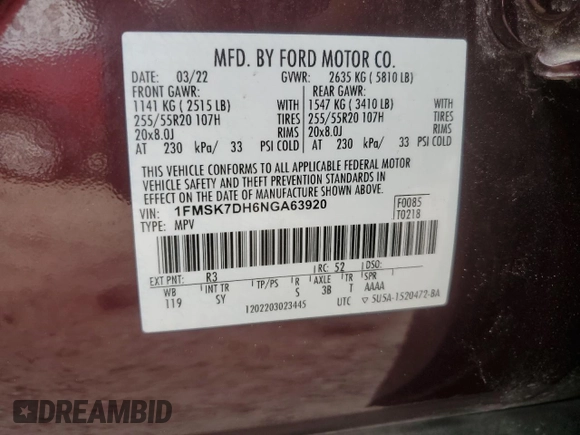 MFD. BY FORD MOTOR CO.
DATE: 03/22 GVWR: 2635 KG ( 5810 LB)
FRONT GAWR: REAR GAWR:
1141 KG ( 2515 LB) WITH 1547 KG ( 3410 LB) WITH
255/55R20 107H TIRES 255/55R20 107H TIRES
20x8.0J RIMS 20x8.0J RIMS
AT 230 kPa/ 33 PSI COLD AT 230 kPa/ 33 PSI COLD
THIS VEHICLE CONFORMS TO ALL APPLICABLE FEDERAL MOTOR
VEHICLE SAFETY AND THEFT PREVENTION STANDARDS IN EFFECT
ON THE DATE OF MANUFACTURE SHOWN ABOVE.
VIN: 1FMSK7DH6NGA63920 F0085
TYPE: MPV T0218
EXT PNT: R3 RC: 52 DSO:
WB INT TR TP/PS R AXLE TR SPR
119 SY S 3B T AAAA
1202203023445 UTC ▽ 5U5A-1520472-BA
DREAMBID